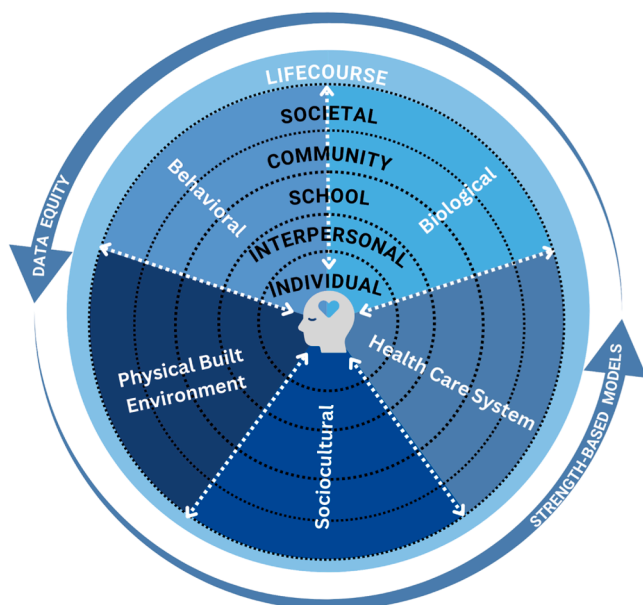 LIFECOURSE
SOCIETAL
COMMUNITY
SCHOOL
INTERPERSONAL
INDIVIDUAL
Behavioral
Biological
Physical Built
Environment
Health Care System
Sociocultural
DATA EQUITY
STRENGTH-BASED MODELS